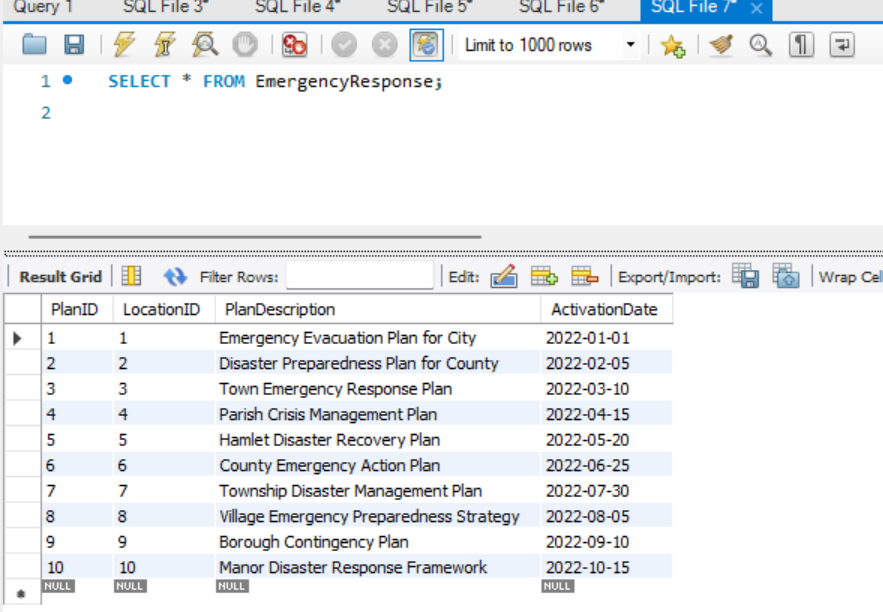 Query 1 SQL File 3* SQL File 4* SQL File 5* SQL File 6* SQL File 7*
Limit to 1000 rows
1 SELECT * FROM EmergencyResponse;
2
Result Grid Filter Rows: Edit: Export/Import: Wrap Cel
PlanID LocationID PlanDescription ActivationDate
1 1 Emergency Evacuation Plan for City 2022-01-01
2 2 Disaster Preparedness Plan for County 2022-02-05
3 3 Town Emergency Response Plan 2022-03-10
4 4 Parish Crisis Management Plan 2022-04-15
5 5 Hamlet Disaster Recovery Plan 2022-05-20
6 6 County Emergency Action Plan 2022-06-25
7 7 Township Disaster Management Plan 2022-07-30
8 8 Village Emergency Preparedness Strategy 2022-08-05
9 9 Borough Contingency Plan 2022-09-10
10 10 Manor Disaster Response Framework 2022-10-15
NULL NULL NULL NULL